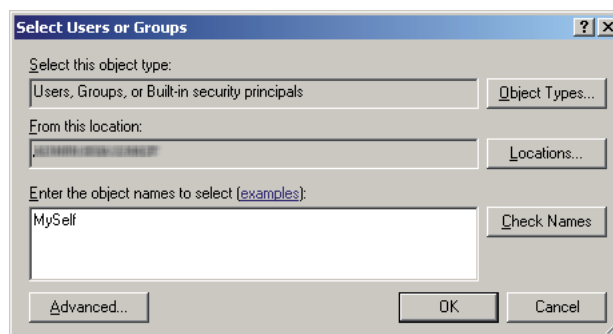 Select Users or Groups
Select this object type:
Users, Groups, or Built-in security principals
Object Types...
From this location:
Locations...
Enter the object names to select (examples):
MySelf
Check Names
Advanced...
OK
Cancel